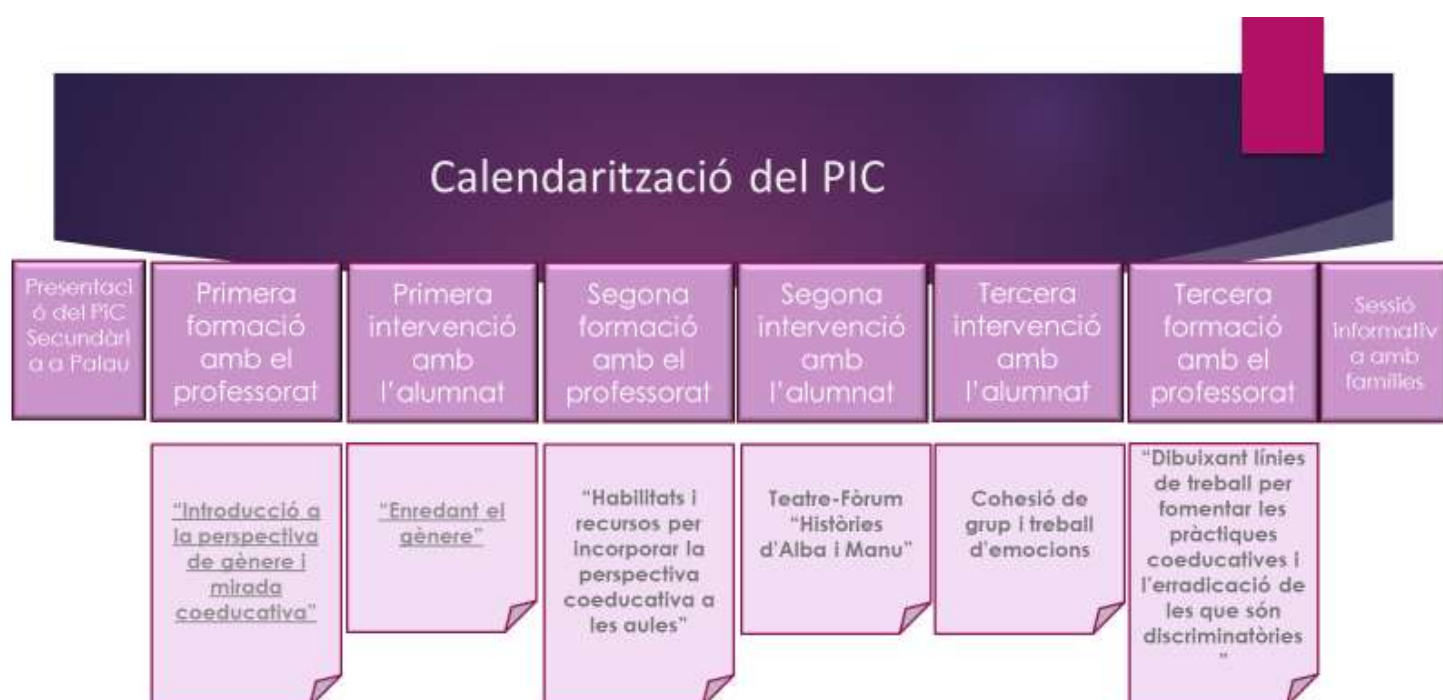 Calendarització del PIC
Presentaci
ó del PIC
Secundàri
a a Palau
Primera
formació
amb el
professorat
Primera
intervenció
amb
l'alumnat
Segona
formació
amb el
professorat
Segona
intervenció
amb
l'alumnat
Tercera
intervenció
amb
l'alumnat
Tercera
formació
amb el
professorat
Sessió
informativ
a amb
famílies
"Introducció a
la perspectiva
de gènere i
mirada
coeducativa"
"Enredant el
gènere"
"Habilitats i
recursos per
incorporar la
perspectiva
coeducativa a
les aules"
Teatre-Fòrum
"Històries
d'Alba i Manu"
Cohesió de
grup i treball
d'emocions
"Dibuixant línies
de treball per
fomentar les
pràctiques
coeducatives i
l'erradicació de
les que són
discriminatòries
"